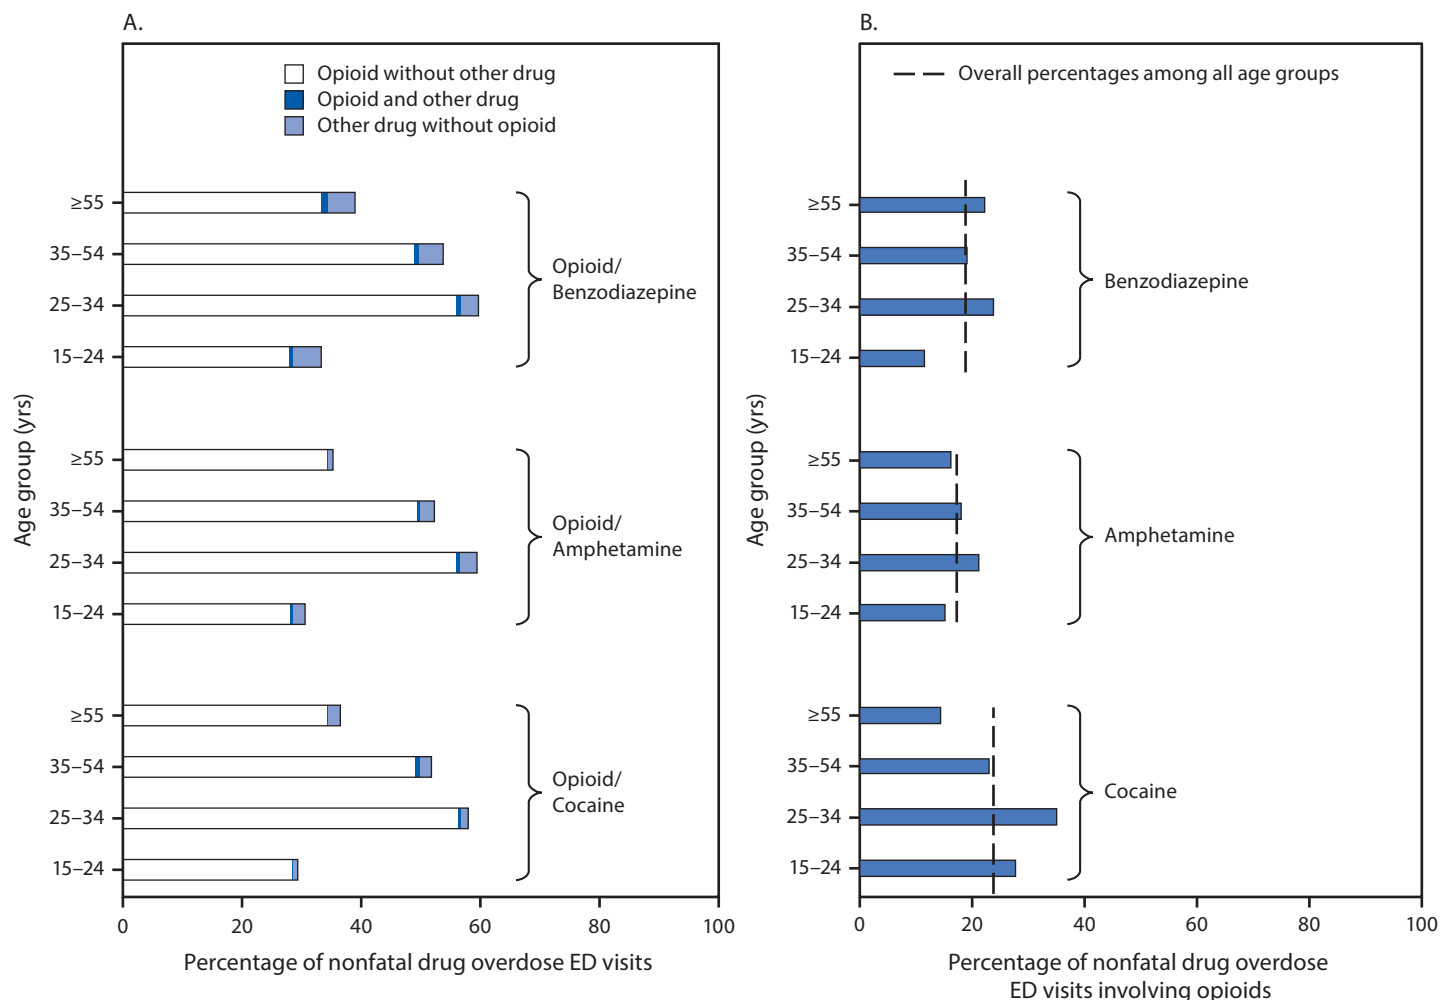 A.
Opioid without other drug
Opioid and other drug
Other drug without opioid
Age group (yrs)
≥55
35–54
25–34
15–24
Opioid/
Benzodiazepine
≥55
35–54
25–34
15–24
Opioid/
Amphetamine
≥55
35–54
25–34
15–24
Opioid/
Cocaine
0 20 40 60 80 100
Percentage of nonfatal drug overdose ED visits
B.
Overall percentages among all age groups
Age group (yrs)
≥55
35–54
25–34
15–24
Benzodiazepine
≥55
35–54
25–34
15–24
Amphetamine
≥55
35–54
25–34
15–24
Cocaine
0 20 40 60 80 100
Percentage of nonfatal drug overdose
ED visits involving opioids